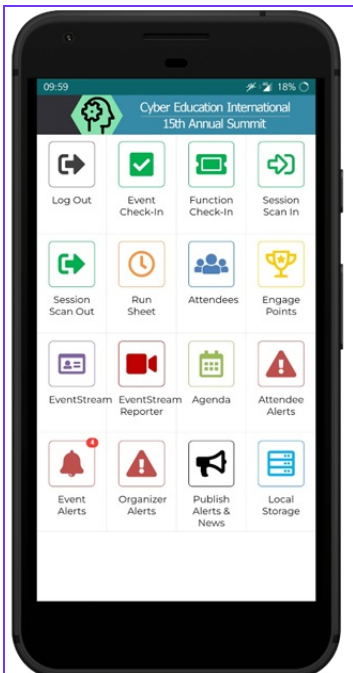 09:59
18%
Cyber Education International
15th Annual Summit
Log Out
Event
Check-In
Function
Check-In
Session
Scan In
Session
Scan Out
Run
Sheet
Attendees
Engage
Points
EventStream
EventStream
Reporter
Agenda
Attendee
Alerts
4
Event
Alerts
Organizer
Alerts
Publish
Alerts &
News
Local
Storage